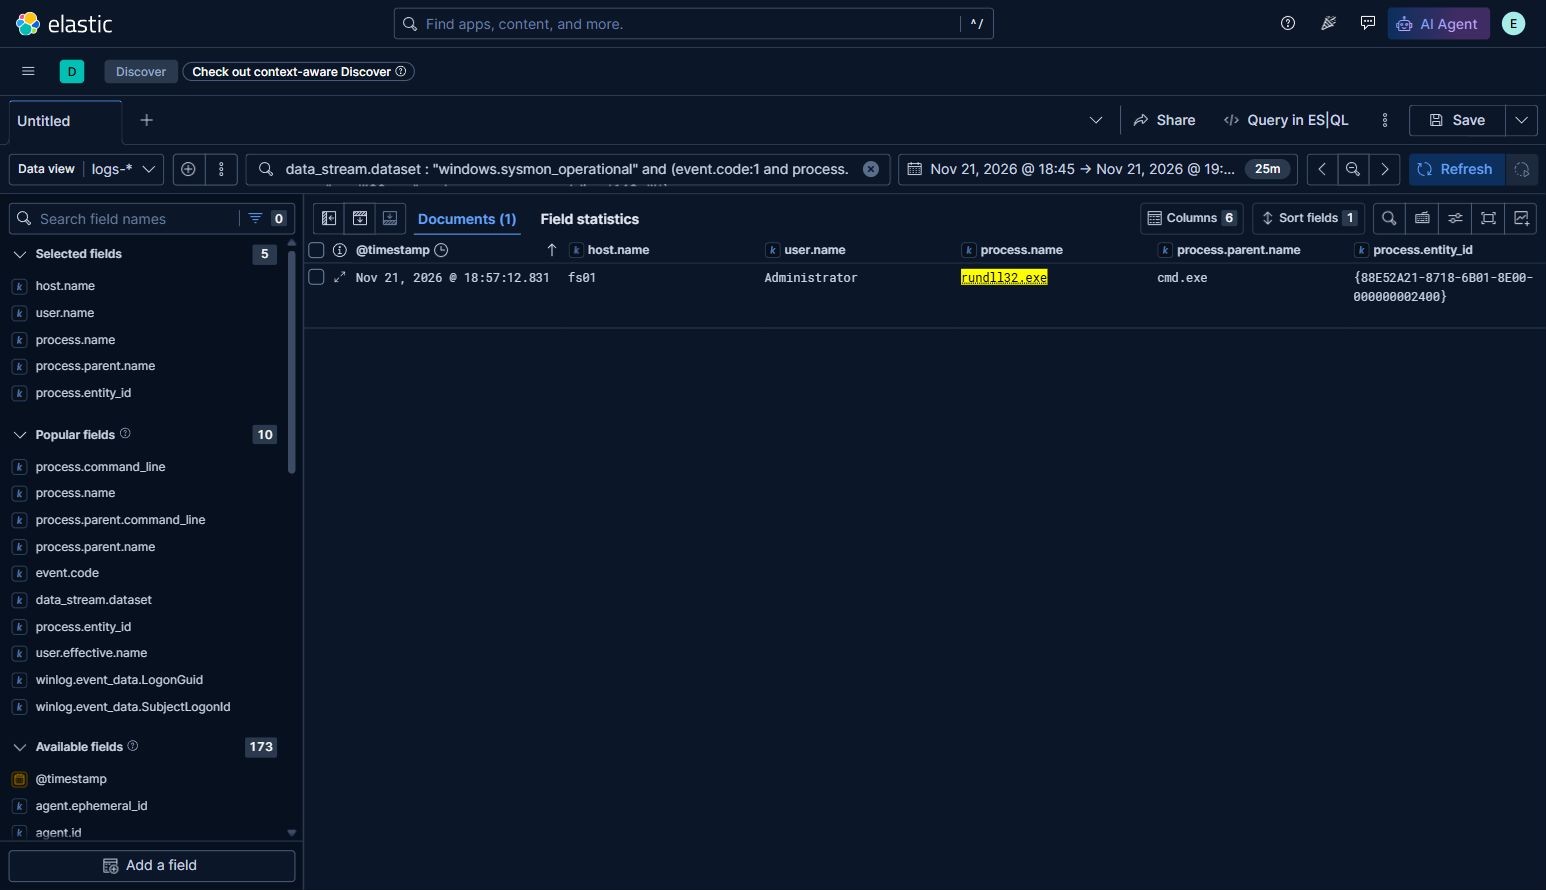 elastic
Find apps, content, and more.
^/
AI Agent
E
D
Discover
Check out context-aware Discover
Untitled
Share
Query in ES|QL
Save
Data view
logs-*
data_stream.dataset : "windows.sysmon_operational" and (event.code:1 and process.
Nov 21, 2026 @ 18:45 → Nov 21, 2026 @ 19:...
25m
Refresh
Search field names
0
Documents (1)
Field statistics
Columns 6
Sort fields 1
Selected fields
5
host.name
user.name
process.name
process.parent.name
process.entity_id
Popular fields
10
process.command_line
process.name
process.parent.command_line
process.parent.name
event.code
data_stream.dataset
process.entity_id
user.effective.name
winlog.event_data.LogonGuid
winlog.event_data.SubjectLogonId
Available fields
173
@timestamp
agent.ephemeral_id
agent.id
Add a field
@timestamp
host.name
user.name
process.name
process.parent.name
process.entity_id
Nov 21, 2026 @ 18:57:12.831
fs01
Administrator
rundll32.exe
cmd.exe
{88E52A21-8718-6B01-8E00-
000000002400}